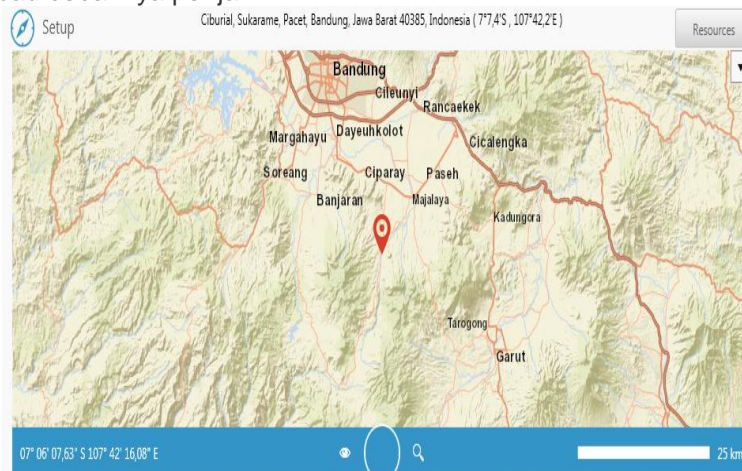 Setup
Ciburial, Sukarame, Pacet, Bandung, Jawa Barat 40385, Indonesia ( 7°7,4'S , 107°42,2'E )
Resources
Bandung
Cileunyi
Rancaekek
Margahayu
Dayeuhkolot
Cicalengka
Soreang
Ciparay
Paseh
Banjaran
Majalaya
Kadungora
Tarogong
Garut
07° 06' 07,63" S 107° 42' 16,08" E
25 km